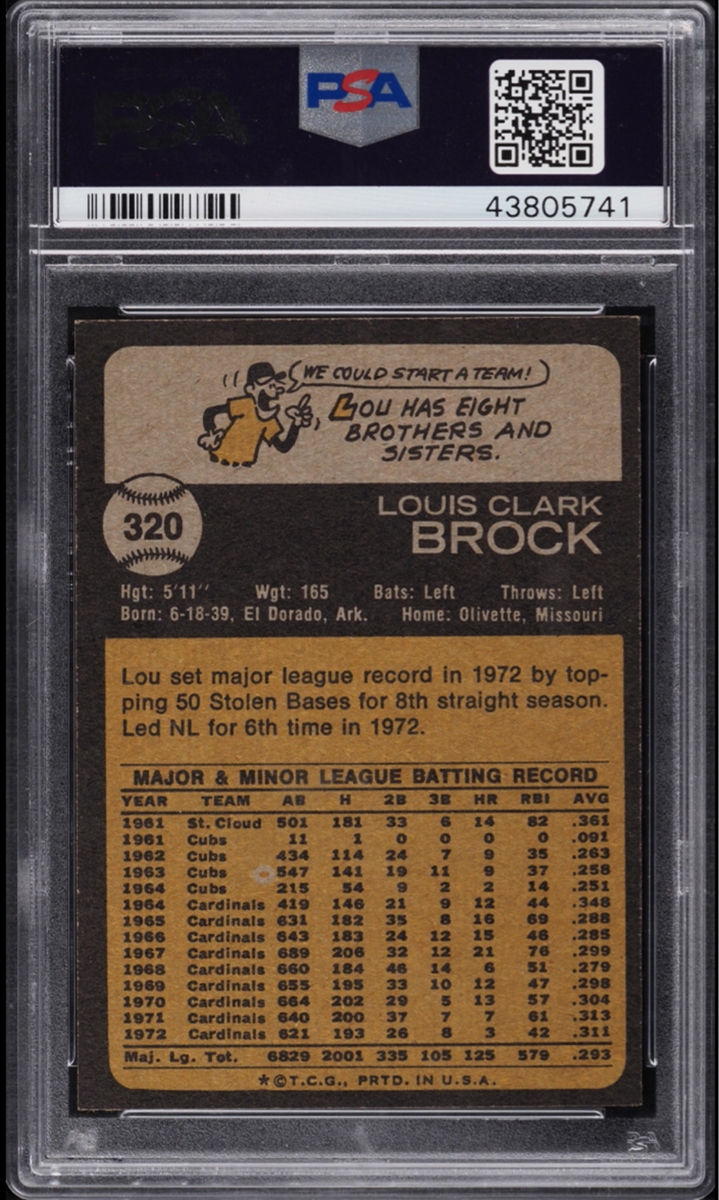 PSA
43805741
WE COULD START A TEAM!
LOU HAS EIGHT
BROTHERS AND
SISTERS.
320
LOUIS CLARK
BROCK
Hgt: 5'11'' Wgt: 165 Bats: Left Throws: Left
Born: 6-18-39, El Dorado, Ark. Home: Olivette, Missouri
Lou set major league record in 1972 by top-
ping 50 Stolen Bases for 8th straight season.
Led NL for 6th time in 1972.
MAJOR & MINOR LEAGUE BATTING RECORD
YEAR TEAM AB H 2B 3B HR RBI AVG
1961 St. Cloud 501 181 33 6 14 82 .361
1961 Cubs 11 1 0 0 0 0 .091
1962 Cubs 434 114 24 7 9 35 .263
1963 Cubs 547 141 19 11 9 37 .258
1964 Cubs 215 54 9 2 2 14 .251
1964 Cardinals 419 146 21 9 12 44 .348
1965 Cardinals 631 182 35 8 16 69 .288
1966 Cardinals 643 183 24 12 15 46 .285
1967 Cardinals 689 206 32 12 21 76 .299
1968 Cardinals 660 184 46 14 6 51 .279
1969 Cardinals 655 195 33 10 12 47 .298
1970 Cardinals 664 202 29 5 13 57 .304
1971 Cardinals 640 200 37 7 7 61 .313
1972 Cardinals 621 193 26 8 3 42 .311
Maj. Lg. Tot. 6829 2001 335 105 125 579 .293
*©T.C.G., PRTD. IN U.S.A.